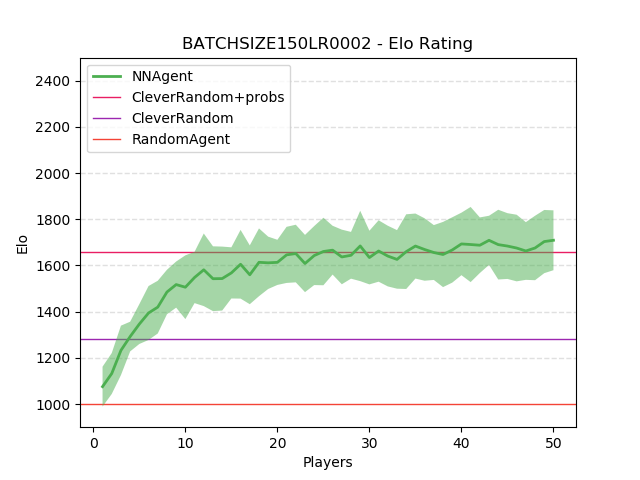 BATCHSIZE150LR0002 - Elo Rating
NNAgent
CleverRandom+probs
CleverRandom
RandomAgent
Elo
2400
2200
2000
1800
1600
1400
1200
1000
0 10 20 30 40 50
Players